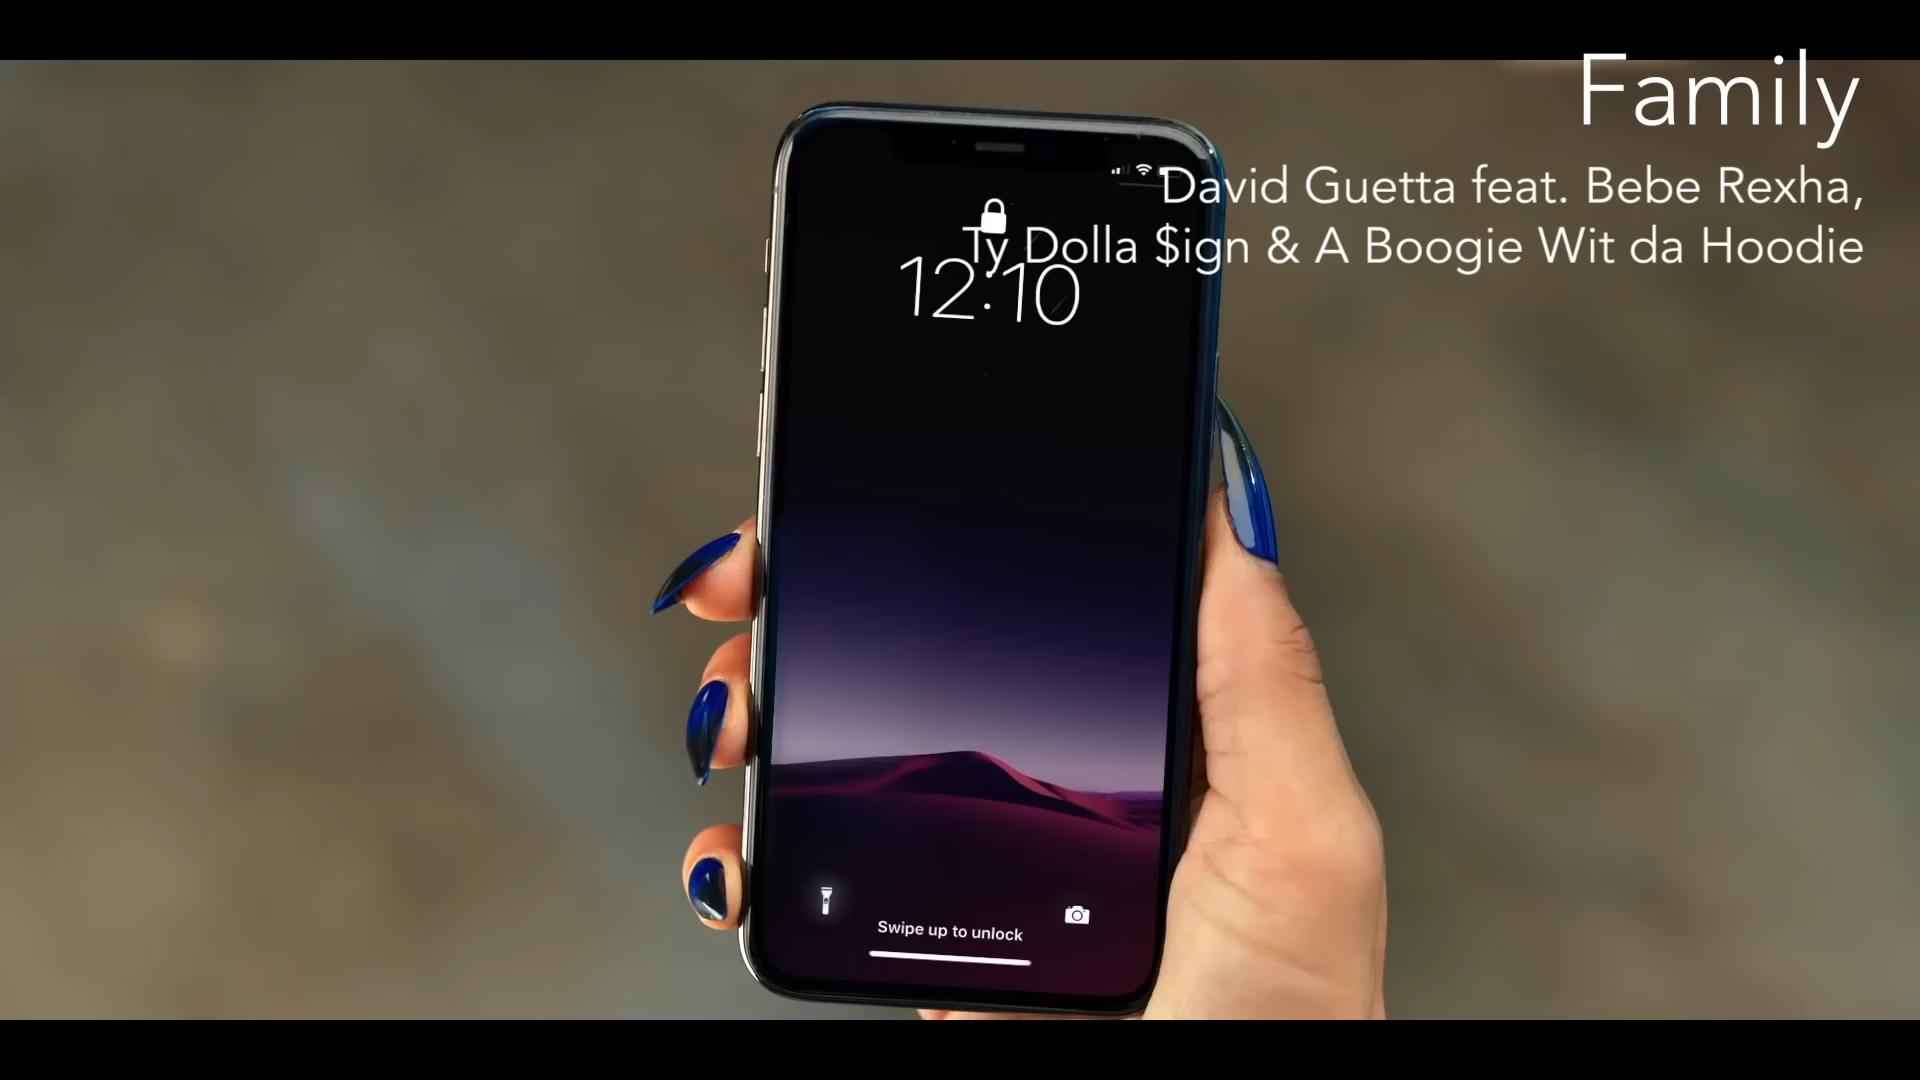 Family
David Guetta feat. Bebe Rexha,
Ty Dolla $ign & A Boogie Wit da Hoodie
12:10
Swipe up to unlock